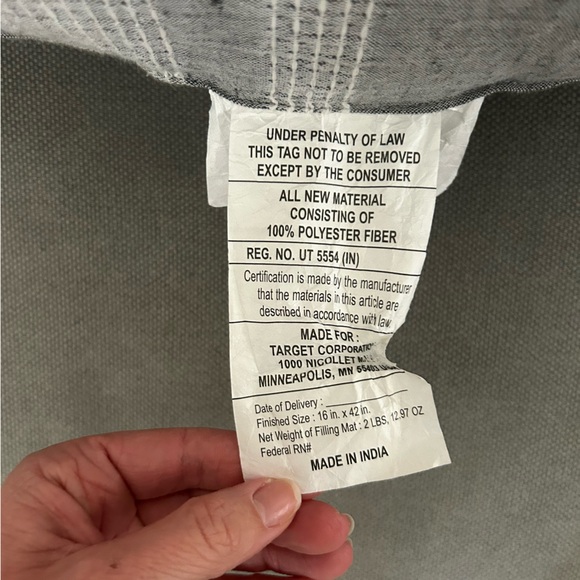 UNDER PENALTY OF LAW
THIS TAG NOT TO BE REMOVED
EXCEPT BY THE CONSUMER
ALL NEW MATERIAL
CONSISTING OF
100% POLYESTER FIBER
REG. NO. UT 5554 (IN)
Certification is made by the manufacturer
that the materials in this article are
described in accordance with law
MADE FOR :
TARGET CORPORATION
1000 NICOLLET
MINNEAPOLIS, MN 55403
Date of Delivery : ____________
Finished Size : 16 in. x 42 in.
Net Weight of Filling Mat : 2 LBS, 12.97 OZ
Federal RN#
MADE IN INDIA